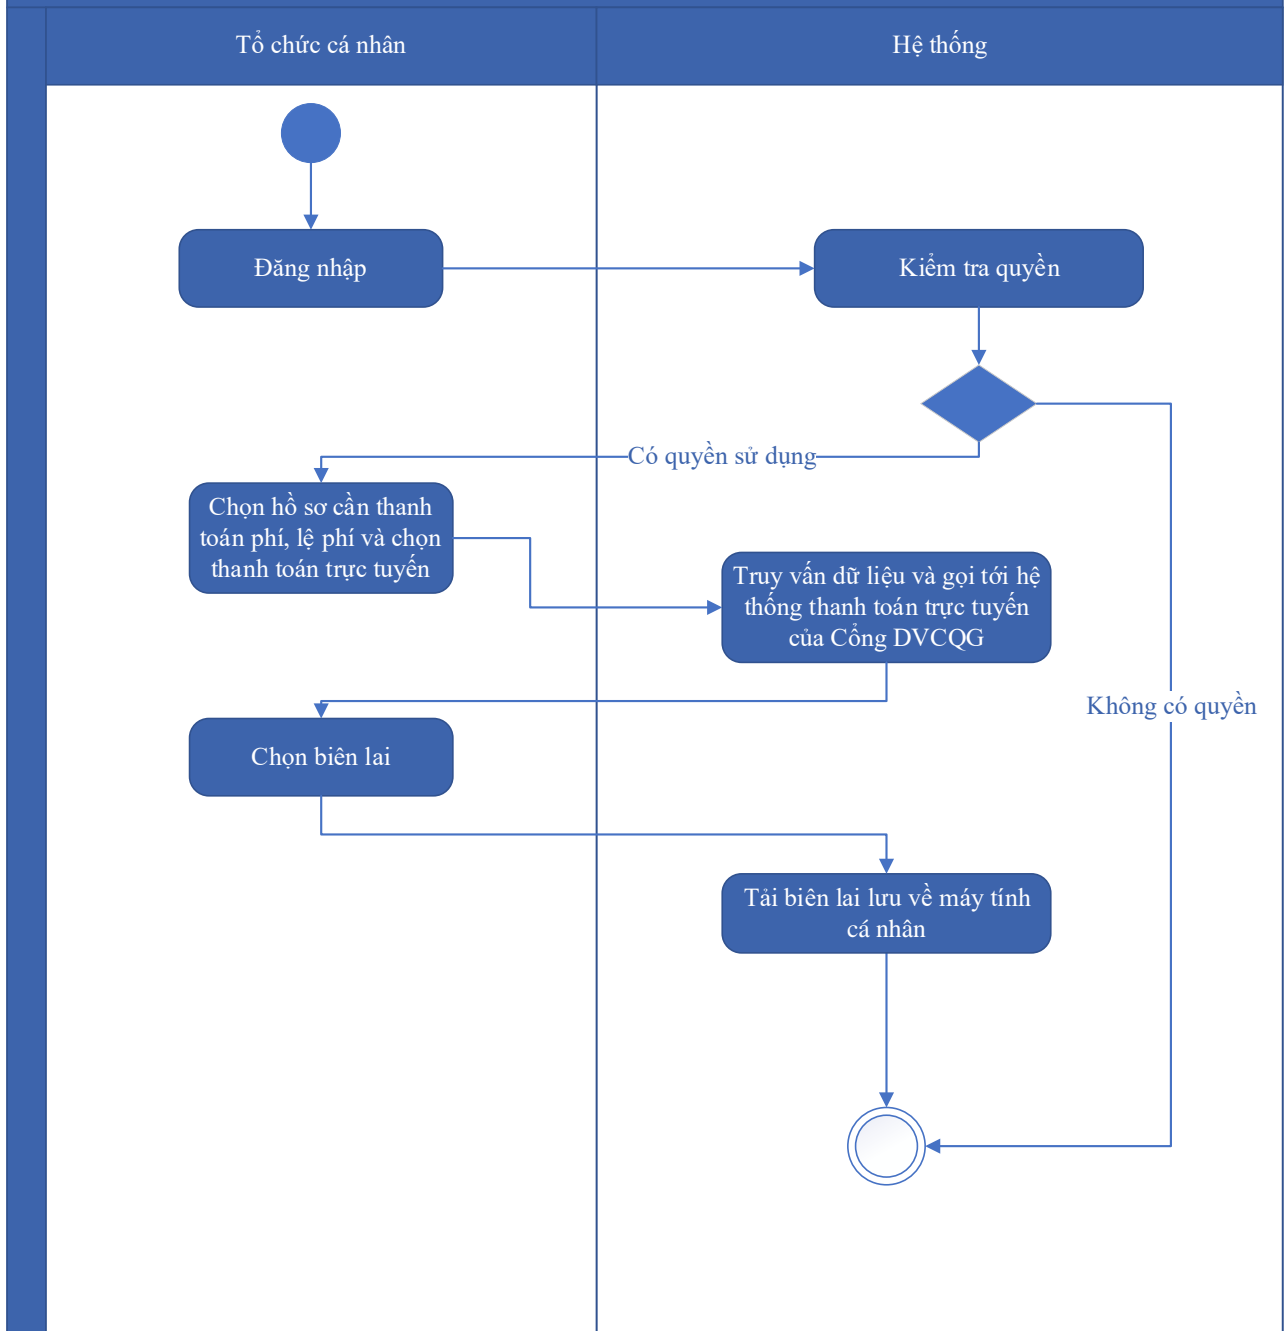 Tổ chức cá nhân
Hệ thống
Đăng nhập
Kiểm tra quyền
Có quyền sử dụng
Chọn hồ sơ cần thanh
toán phí, lệ phí và chọn
thanh toán trực tuyến
Truy vấn dữ liệu và gọi tới hệ
thống thanh toán trực tuyến
của Cổng DVCQG
Không có quyền
Chọn biên lai
Tải biên lai lưu về máy tính
cá nhân